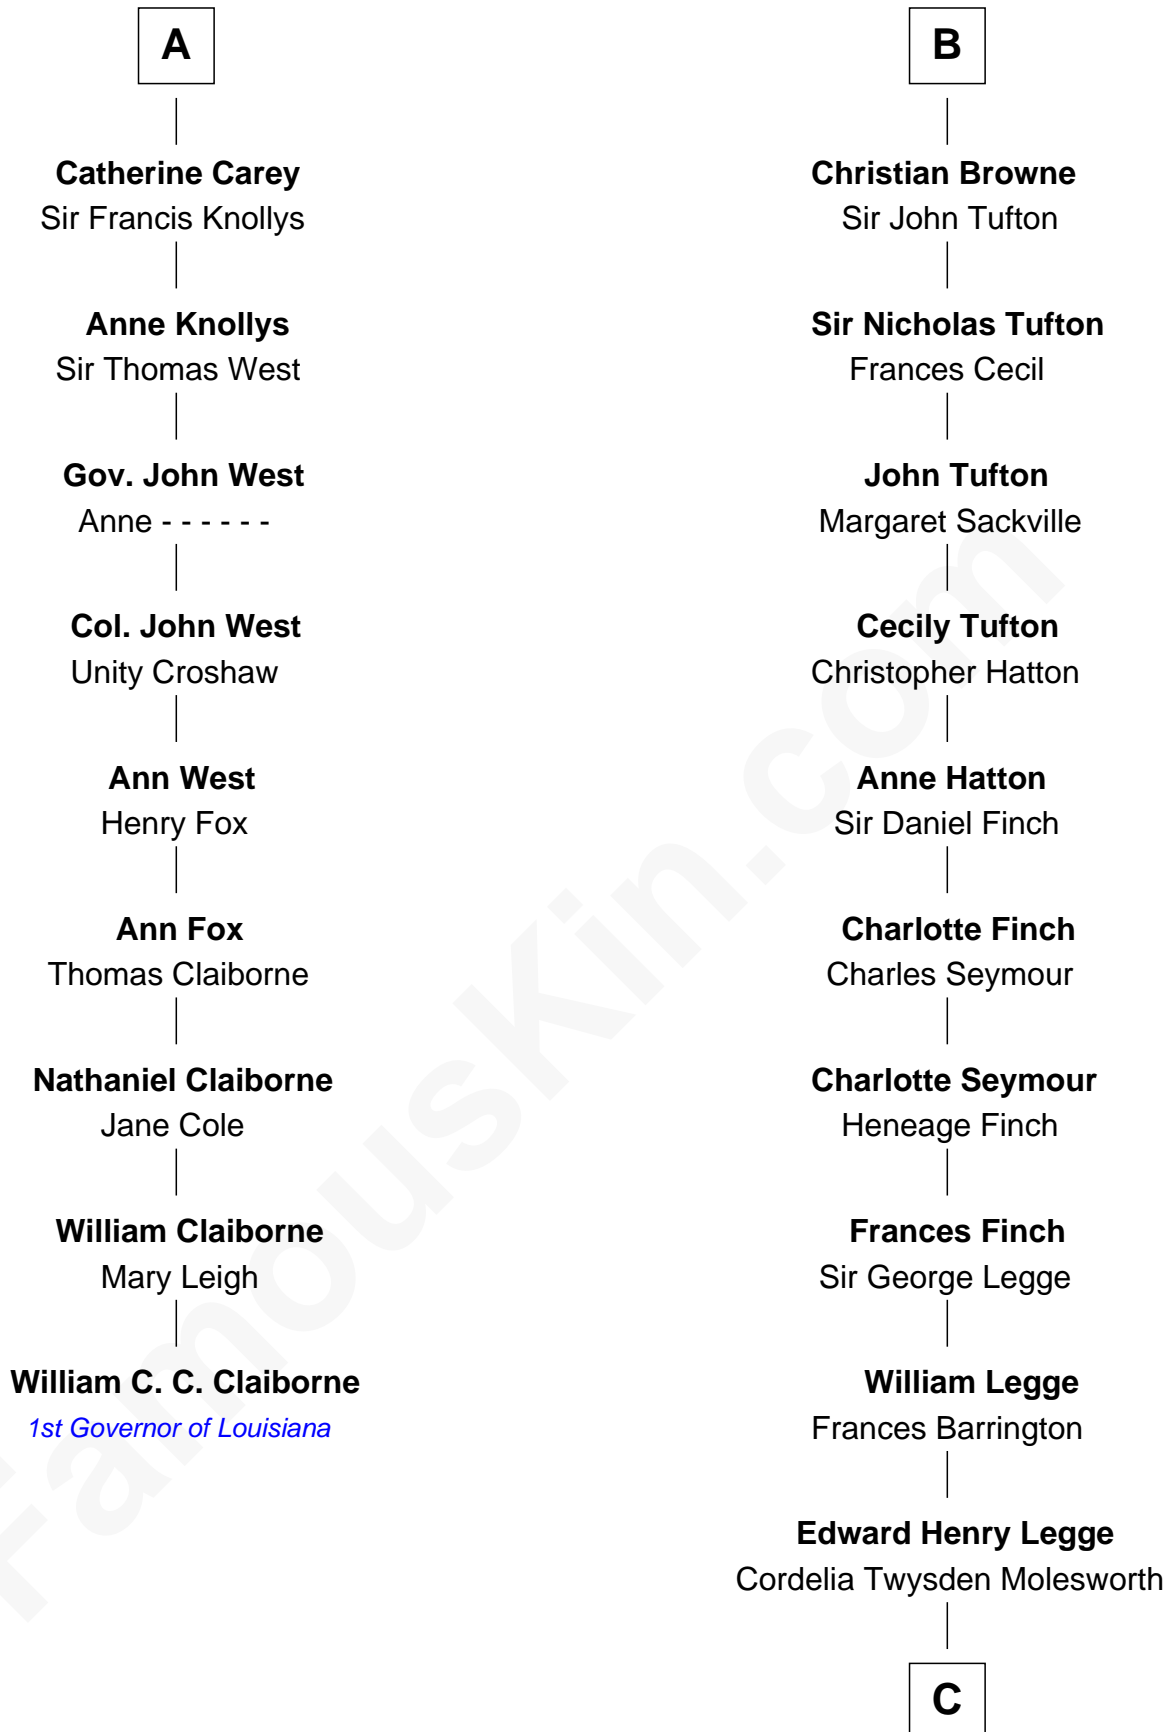 A
Catherine Carey
Sir Francis Knollys
Anne Knollys
Sir Thomas West
Gov. John West
Anne - - - - - -
Col. John West
Unity Croshaw
Ann West
Henry Fox
Ann Fox
Thomas Claiborne
Nathaniel Claiborne
Jane Cole
William Claiborne
Mary Leigh
William C. C. Claiborne
1st Governor of Louisiana
B
Christian Browne
Sir John Tufton
Sir Nicholas Tufton
Frances Cecil
John Tufton
Margaret Sackville
Cecily Tufton
Christopher Hatton
Anne Hatton
Sir Daniel Finch
Charlotte Finch
Charles Seymour
Charlotte Seymour
Heneage Finch
Frances Finch
Sir George Legge
William Legge
Frances Barrington
Edward Henry Legge
Cordelia Twysden Molesworth
C
FamousKin.com